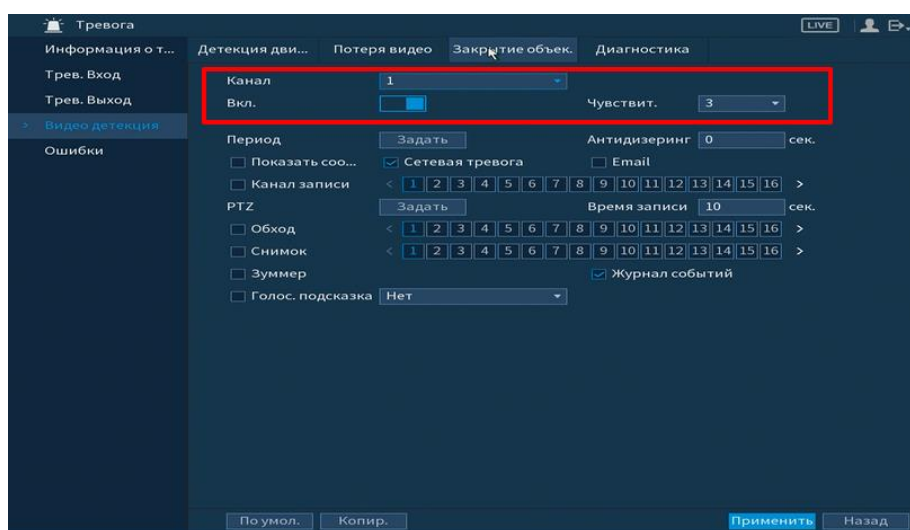 Тревога LIVE
Информация о т... Детекция дви... Потеря видео Закрытие объек. Диагностика
Трев. Вход Канал 1
Трев. Выход Вкл. Чувствит. 3
> Видео детекция
Ошибки Период Задать Антидизеринг 0 сек.
Показать соо... Сетевая тревога Email
Канал записи < 1 2 3 4 5 6 7 8 9 10 11 12 13 14 15 16 >
PTZ Задать Время записи 10 сек.
Обход < 1 2 3 4 5 6 7 8 9 10 11 12 13 14 15 16 >
Снимок < 1 2 3 4 5 6 7 8 9 10 11 12 13 14 15 16 >
Зуммер Журнал событий
Голос. подсказка Нет
По умол. Копир. Применить Назад